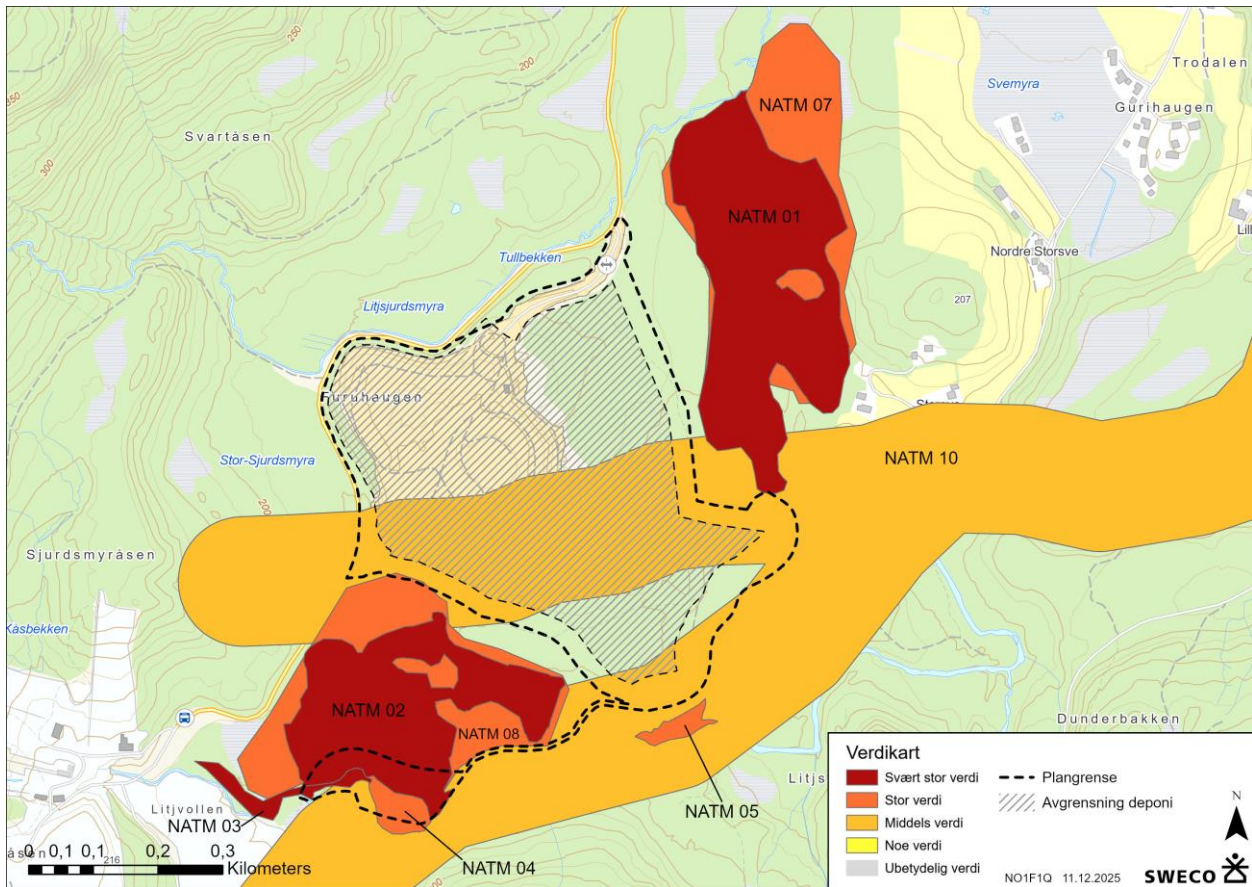 250
200
350
300
Svartåsen
NATM 07
Svemyra
Trodalen
Gurihaugen
NATM 01
Tullbekken
Nordre Storsve
Litjsjurdsmyra
207
Furuhaugen
Stor-Sjurdsmyra
200
NATM 10
Sjurdsmyråsen
Kåsbekken
NATM 02
NATM 08
Dunderbakken
NATM 05
Litjvollen
NATM 03
NATM 04
216
0 0,1 0,1 0,2 0,3
Kilometers
Verdikart
Svært stor verdi
Stor verdi
Middels verdi
Noe verdi
Ubetydelig verdi
Plangrense
Avgrensning deponi
N
NO1F1Q 11.12.2025
SWECO